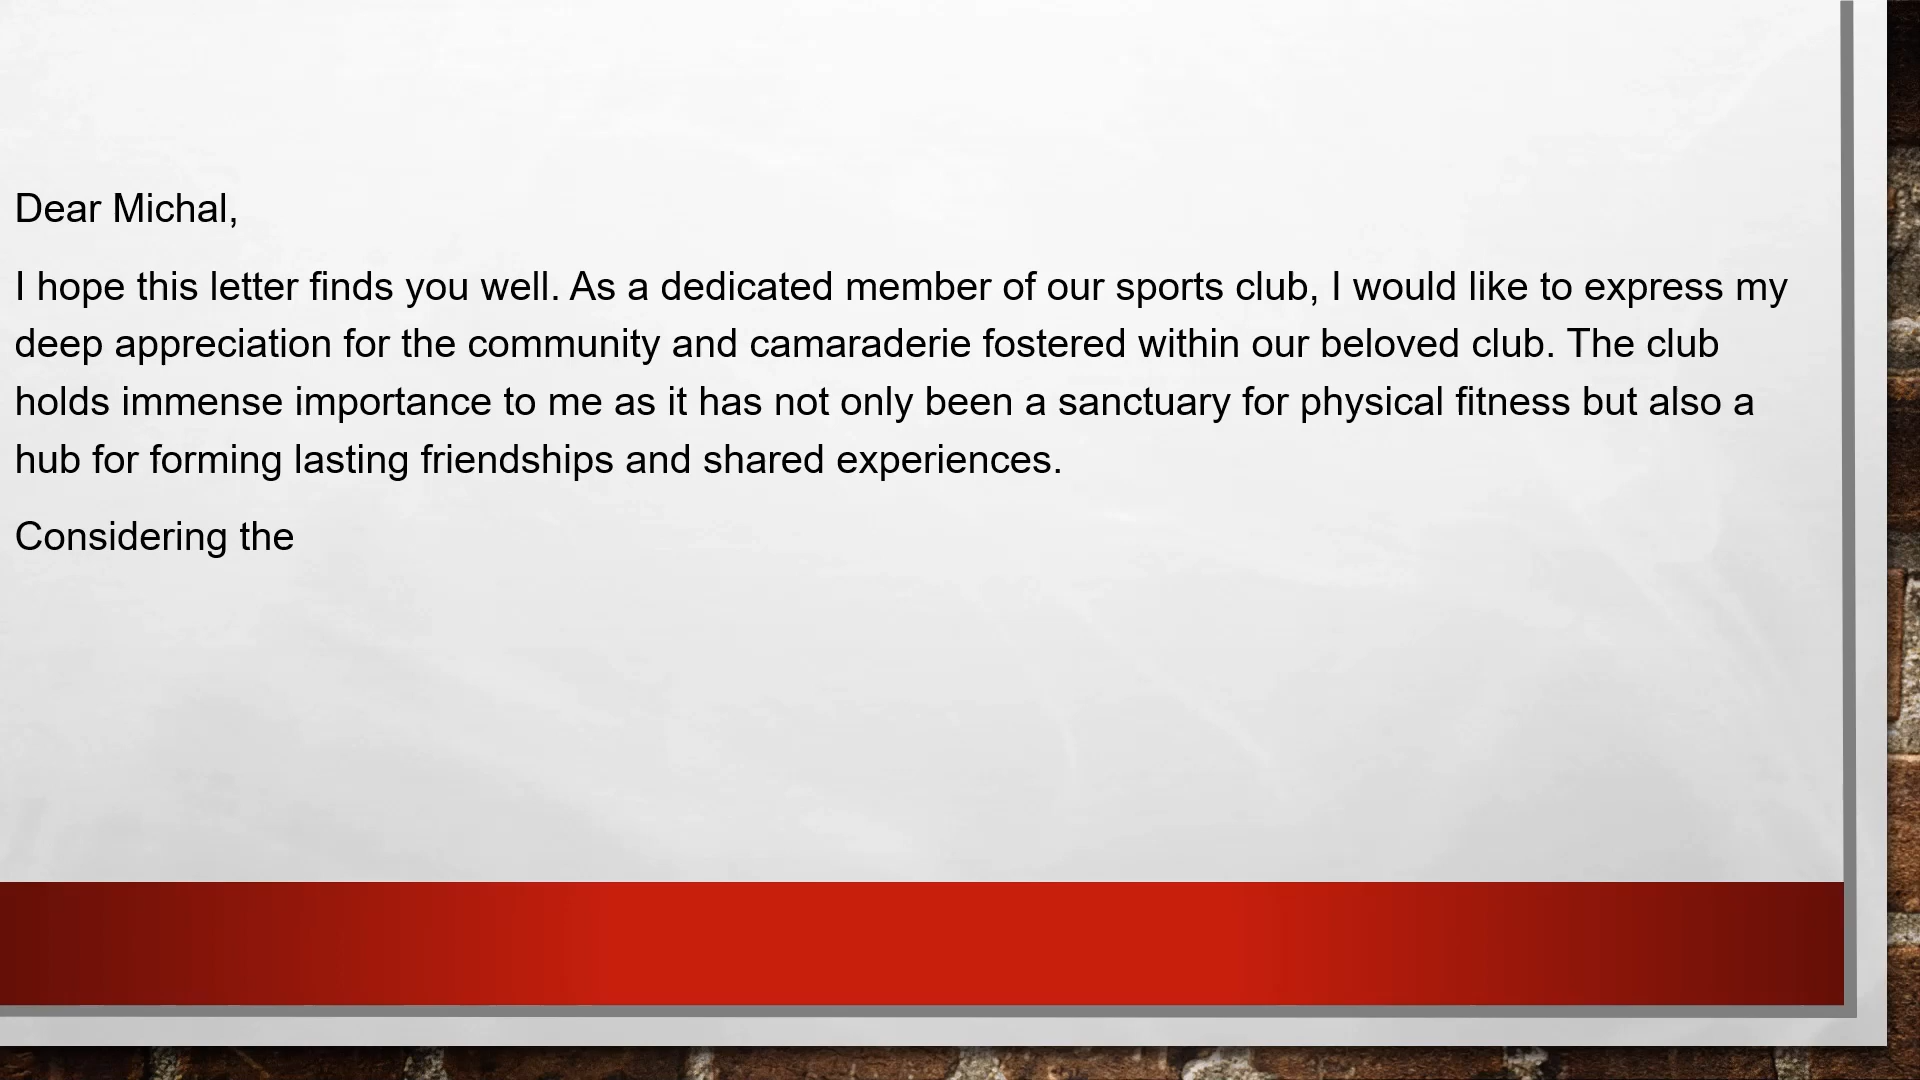 Dear Michal,
I hope this letter finds you well. As a dedicated member of our sports club, I would like to express my
deep appreciation for the community and camaraderie fostered within our beloved club. The club
holds immense importance to me as it has not only been a sanctuary for physical fitness but also a
hub for forming lasting friendships and shared experiences.
Considering the